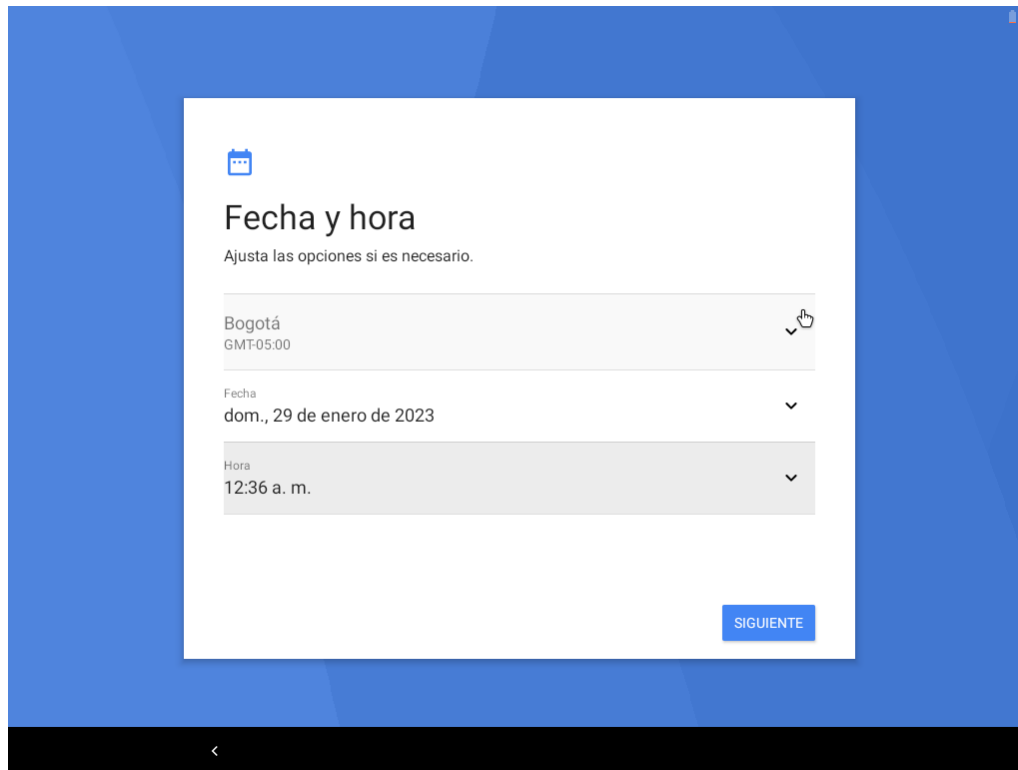 Fecha y hora
Ajusta las opciones si es necesario.
Bogotá
GMT-05:00
Fecha
dom., 29 de enero de 2023
Hora
12:36 a. m.
SIGUIENTE